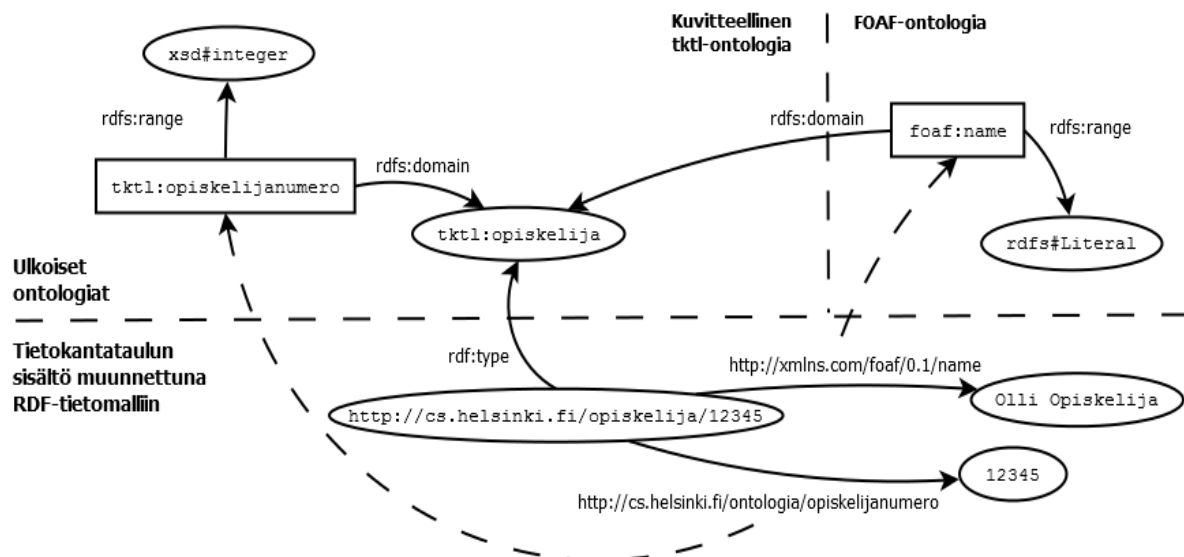 Kuvitteellinen
tktl-ontologia
FOAF-ontologia
xsd#integer
rdfs:range
rdfs:domain
foaf:name
rdfs:range
tktl:opiskelijanumero
rdfs:domain
tktl:opiskelija
rdfs#Literal
Ulkoiset
ontologiat
Tietokantataulun
sisältö muunnettuna
RDF-tietomalliin
rdf:type
http://xmlns.com/foaf/0.1/name
http://cs.helsinki.fi/opiskelija/12345
Olli Opiskelija
12345
http://cs.helsinki.fi/ontologia/opiskelijanumero